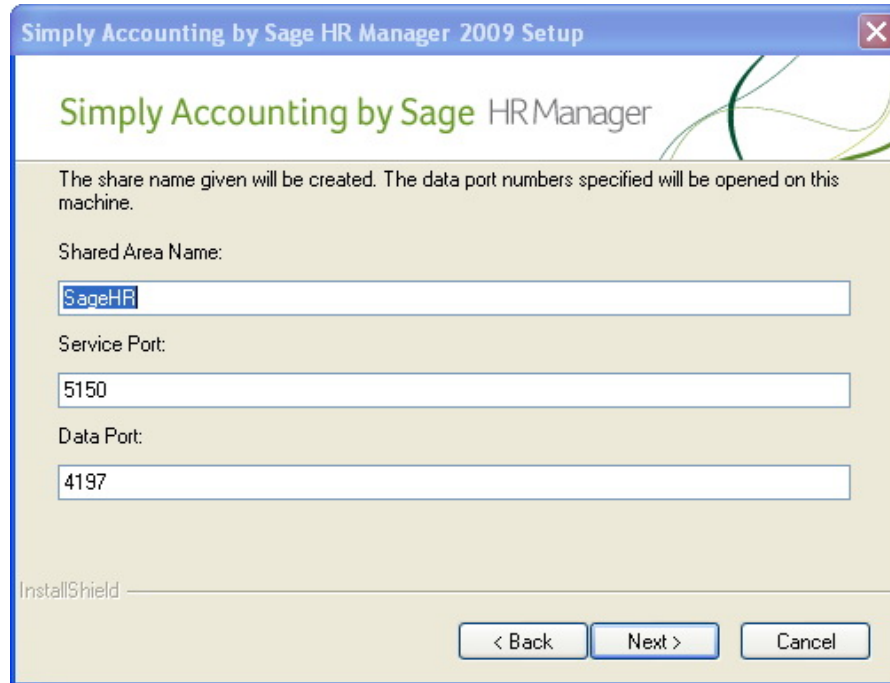 Simply Accounting by Sage HR Manager 2009 Setup
Simply Accounting by Sage HR Manager
The share name given will be created. The data port numbers specified will be opened on this
machine.
Shared Area Name:
SageHR
Service Port:
5150
Data Port:
4197
InstallShield
< Back Next > Cancel